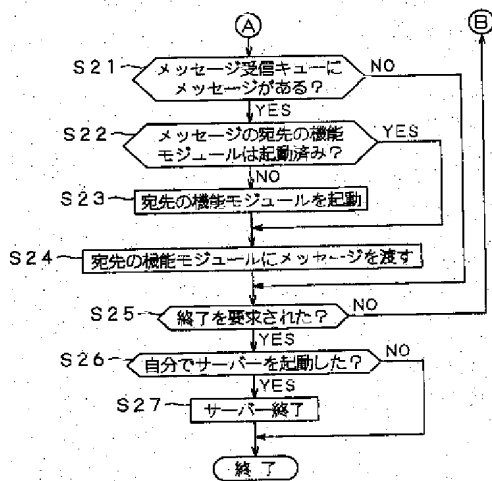 A
B
S21
メッセージ受信キューに
メッセージがある?
NO
YES
S22
メッセージの宛先の機能
モジュールは起動済み?
YES
NO
S23
宛先の機能モジュールを起動
S24
宛先の機能モジュールにメッセージを渡す
S25
終了を要求された?
NO
YES
S26
自分でサーバーを起動した?
NO
YES
S27
サーバー終了
終了